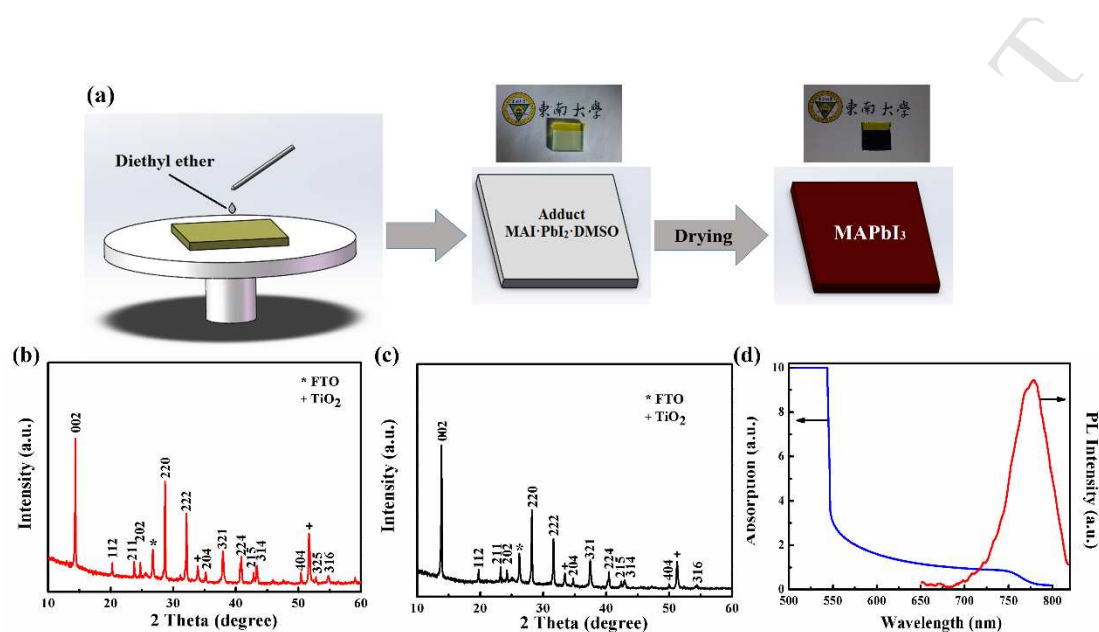 T
(a)
Diethyl ether
東南大學
Adduct
MAI·PbI₂·DMSO
Drying
東南大學
MAPbI₃
(b)
* FTO
+ TiO₂
Intensity (a.u.)
002
112
211
202
*
220
222
+
204
321
224
215
314
404
+
325
316
10 20 30 40 50 60
2 Theta (degree)
(c)
* FTO
+ TiO₂
Intensity (a.u.)
002
112
211
202
*
220
222
+
204
321
224
215
314
404
+
316
10 20 30 40 50 60
2 Theta (degree)
(d)
Absorption (a.u.)
10
8
6
4
2
0
500 550 600 650 700 750 800
Wavelength (nm)
PL Intensity (a.u.)